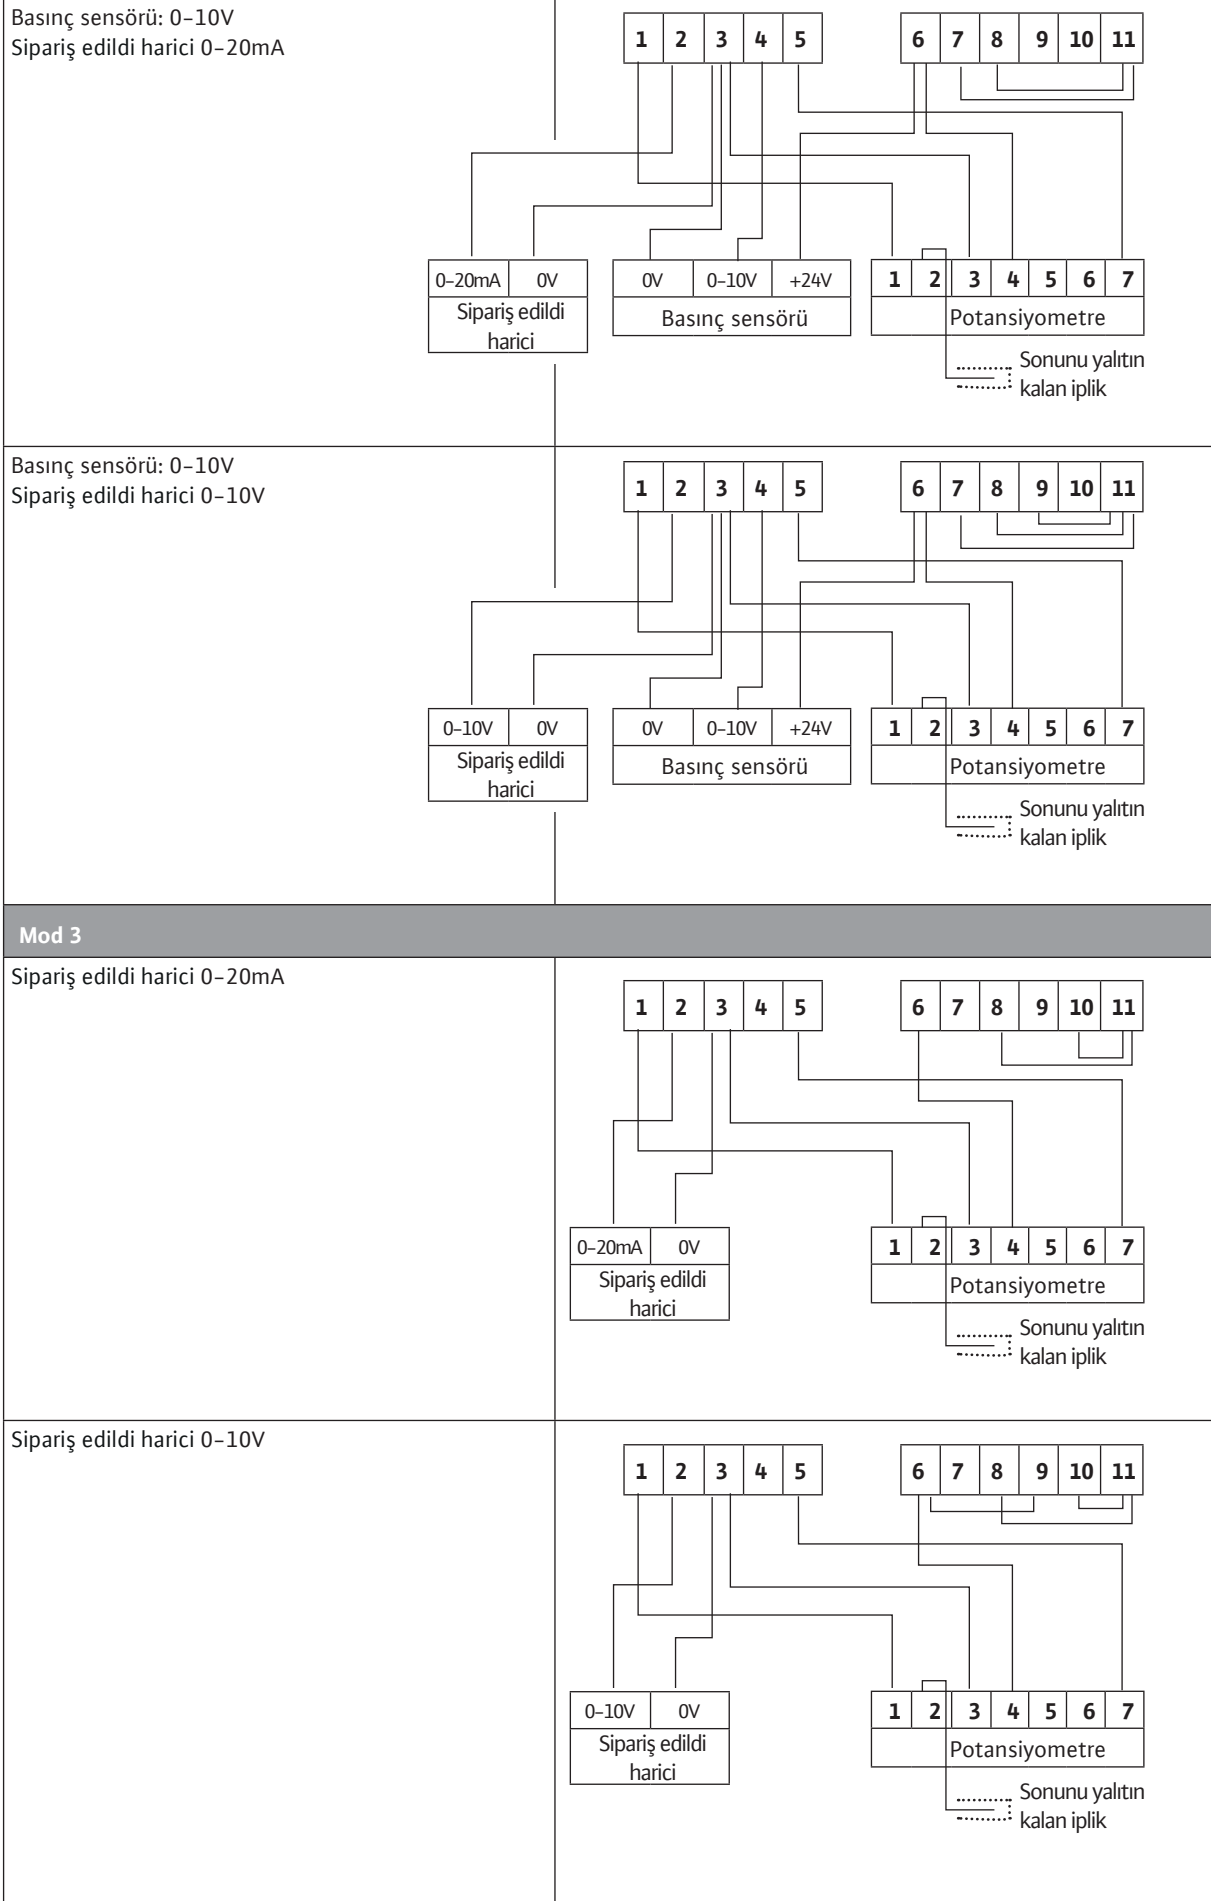 Basınç sensörü: 0–10V
Sipariş edildi harici 0–20mA
1 2 3 4 5 6 7 8 9 10 11
0–20mA 0V 0V 0–10V +24V 1 2 3 4 5 6 7
Sipariş edildi
harici
Basınç sensörü
Potansiyometre
Sonunu yalıtın
kalan iplik
Basınç sensörü: 0–10V
Sipariş edildi harici 0–10V
1 2 3 4 5 6 7 8 9 10 11
0–10V 0V 0V 0–10V +24V 1 2 3 4 5 6 7
Sipariş edildi
harici
Basınç sensörü
Potansiyometre
Sonunu yalıtın
kalan iplik
Mod 3
Sipariş edildi harici 0–20mA
1 2 3 4 5 6 7 8 9 10 11
0–20mA 0V 1 2 3 4 5 6 7
Sipariş edildi
harici
Potansiyometre
Sonunu yalıtın
kalan iplik
Sipariş edildi harici 0–10V
1 2 3 4 5 6 7 8 9 10 11
0–10V 0V 1 2 3 4 5 6 7
Sipariş edildi
harici
Potansiyometre
Sonunu yalıtın
kalan iplik